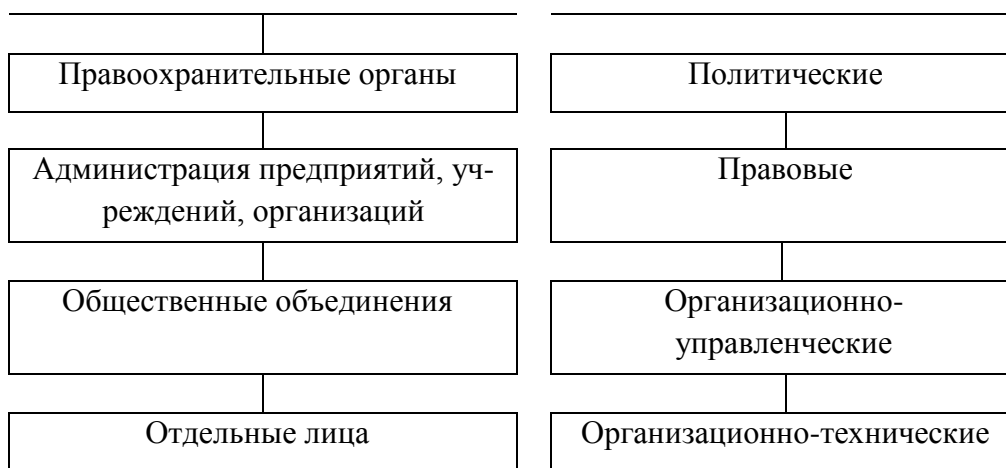 Правоохранительные органы
Администрация предприятий, уч-
реждений, организаций
Общественные объединения
Отдельные лица
Политические
Правовые
Организационно-
управленческие
Организационно-технические